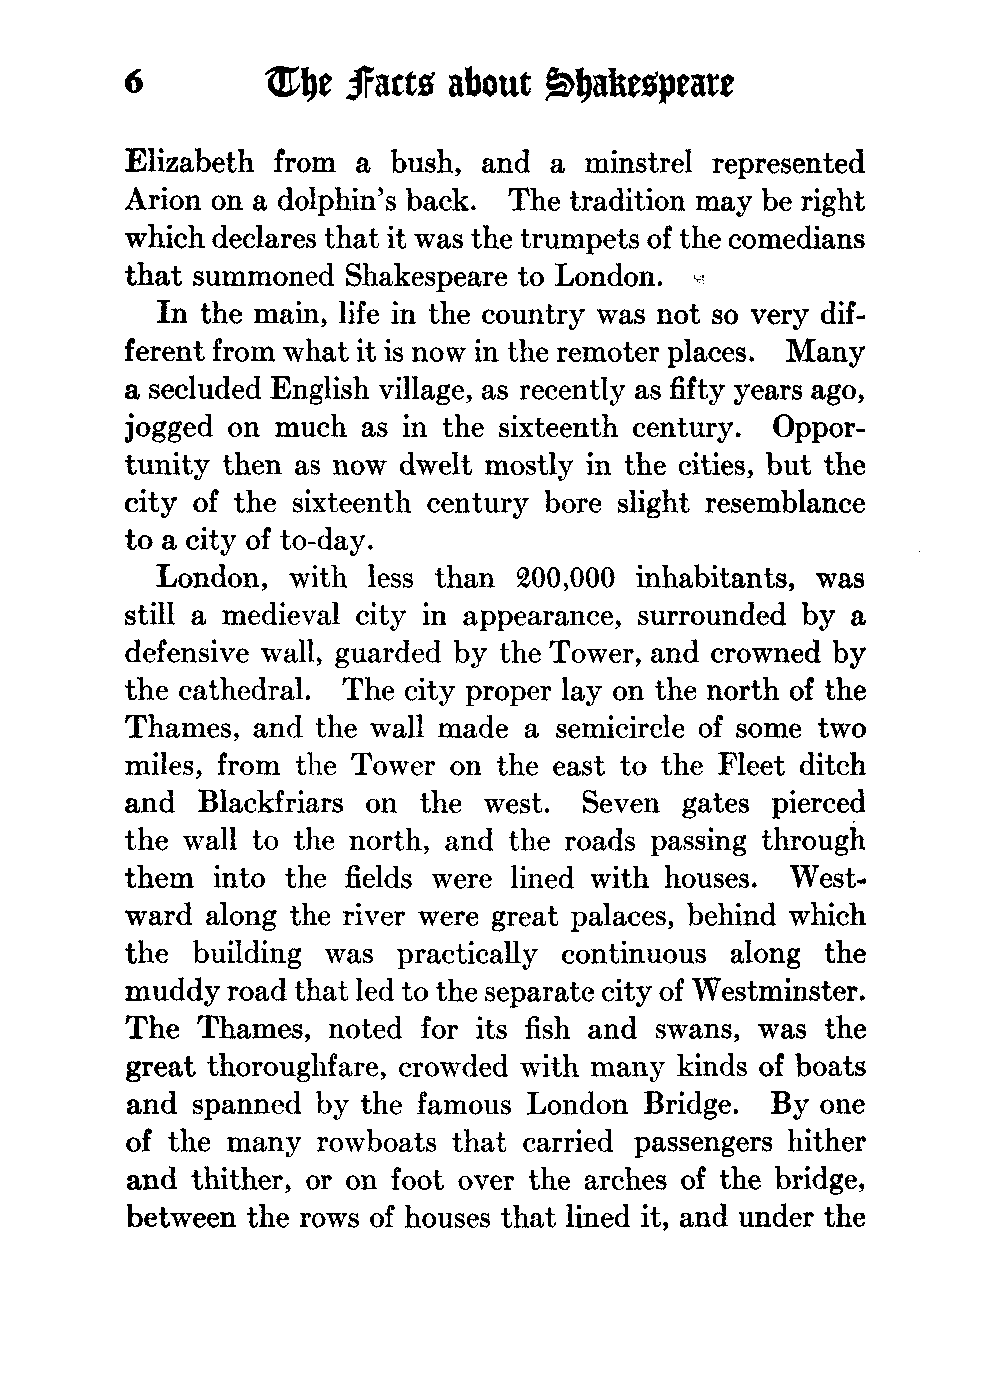 6 The Facts about Shakespeare
Elizabeth from a bush, and a minstrel represented
Arion on a dolphin's back. The tradition may be right
which declares that it was the trumpets of the comedians
that summoned Shakespeare to London.
In the main, life in the country was not so very dif-
ferent from what it is now in the remoter places. Many
a secluded English village, as recently as fifty years ago,
jogged on much as in the sixteenth century. Oppor-
tunity then as now dwelt mostly in the cities, but the
city of the sixteenth century bore slight resemblance
to a city of to-day.
London, with less than 200,000 inhabitants, was
still a medieval city in appearance, surrounded by a
defensive wall, guarded by the Tower, and crowned by
the cathedral. The city proper lay on the north of the
Thames, and the wall made a semicircle of some two
miles, from the Tower on the east to the Fleet ditch
and Blackfriars on the west. Seven gates pierced
the wall to the north, and the roads passing through
them into the fields were lined with houses. West-
ward along the river were great palaces, behind which
the building was practically continuous along the
muddy road that led to the separate city of Westminster.
The Thames, noted for its fish and swans, was the
great thoroughfare, crowded with many kinds of boats
and spanned by the famous London Bridge. By one
of the many rowboats that carried passengers hither
and thither, or on foot over the arches of the bridge,
between the rows of houses that lined it, and under the